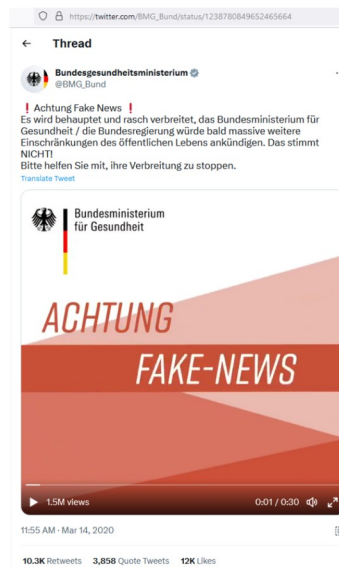 https://twitter.com/BMG_Bund/status/1238780849652465664
Thread
Bundesgesundheitsministerium
@BMG_Bund
❗ Achtung Fake News ❗
Es wird behauptet und rasch verbreitet, das Bundesministerium für
Gesundheit / die Bundesregierung würde bald massive weitere
Einschränkungen des öffentlichen Lebens ankündigen. Das stimmt
NICHT!
Bitte helfen Sie mit, ihre Verbreitung zu stoppen.
Translate Tweet
Bundesministerium
für Gesundheit
ACHTUNG
FAKE-NEWS
1.5M views
0:01 / 0:30
11:55 AM · Mar 14, 2020
10.3K Retweets 3,858 Quote Tweets 12K Likes